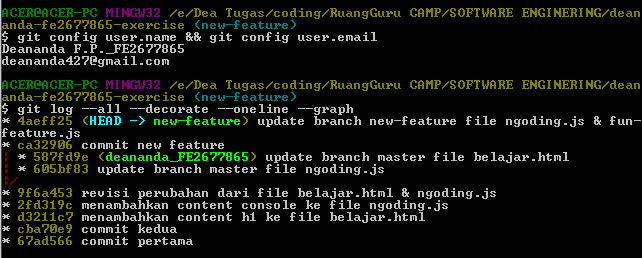 ACER@ACER-PC MINGW32 /e/Dea Tugas/coding/RuangGuru CAMP/SOFTWARE ENGINERING/dean
anda-fe2677865-exercise (new-feature)
$ git config user.name && git config user.email
Deananda F.P._FE2677865
deananda427@gmail.com
ACER@ACER-PC MINGW32 /e/Dea Tugas/coding/RuangGuru CAMP/SOFTWARE ENGINERING/dean
anda-fe2677865-exercise (new-feature)
$ git log --all --decorate --oneline --graph
* 4aeff25 (HEAD -> new-feature) update branch new-feature file ngoding.js & fun-
feature.js
* ca32906 commit new feature
| * 587fd9e (deananda_FE2677865) update branch master file belajar.html
| * 605bf83 update branch master file ngoding.js
|/
* 9f6a453 revisi perubahan dari file belajar.html & ngoding.js
* 2fd319c menambahkan content console ke file ngoding.js
* d3211c7 menambahkan content h1 ke file belajar.html
* cba70e9 commit kedua
* 67ad566 commit pertama